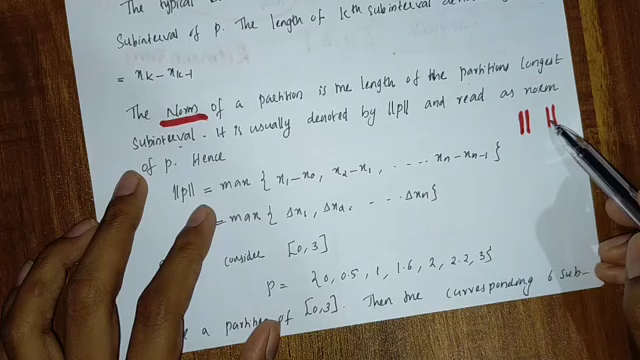 The typical
Subinterval of p. The length of kth subinterval
= xk - xk-1
The Norm of a partition is the length of the partitions longest
subinterval. It is usually denoted by ||p|| and read as norm
of p. Hence || ||
||p|| = max { x1-x0, x2-x1, .... xn-xn-1 }
= max { Δx1, Δx2, .... Δxn }
consider [0,3]
p = {0, 0.5, 1, 1.6, 2, 2.2, 3}
a partition of [0,3]. Then the curresponding 6 sub-